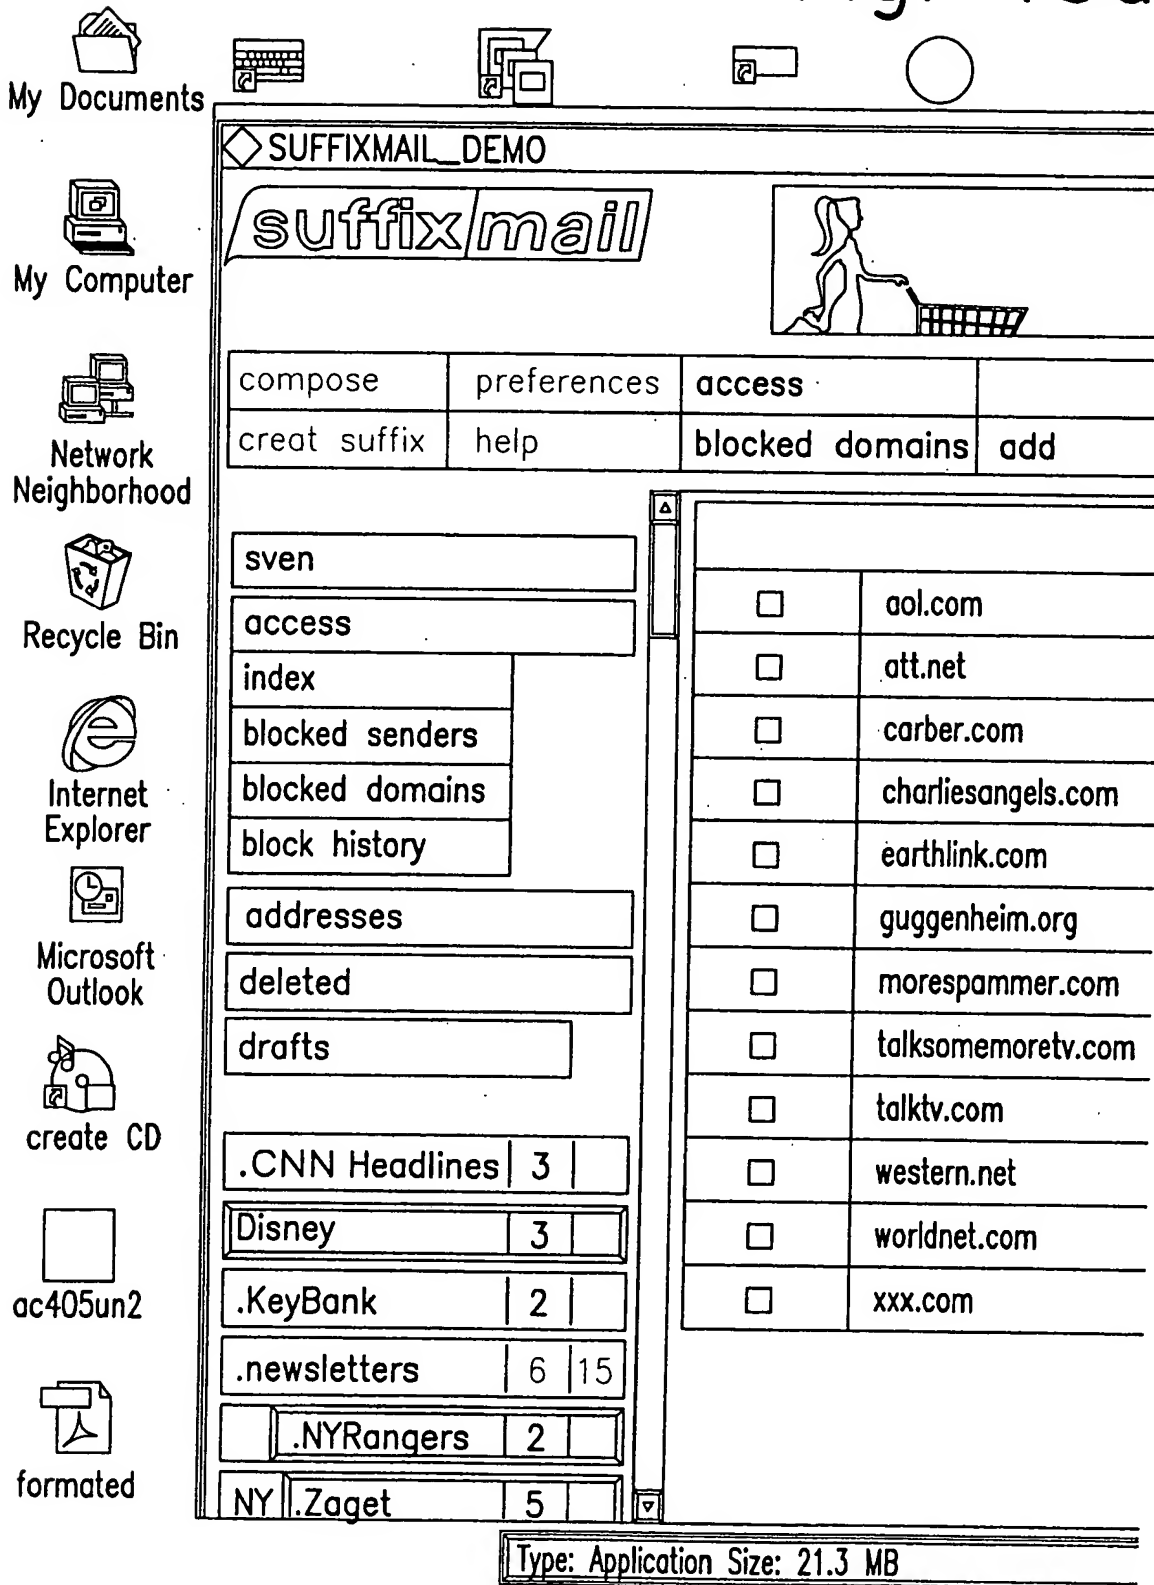 My Documents
SUFFIXMAIL_DEMO
suffix/mail
My Computer
compose preferences access
creat suffix help blocked domains add
Network
Neighborhood
sven
access
index
blocked senders
blocked domains
block history
addresses
deleted
drafts
Recycle Bin
Internet
Explorer
Microsoft
Outlook
create CD
ac405un2
formated
.CNN Headlines 3
Disney 3
.KeyBank 2
.newsletters 6 15
.NYRangers 2
NY .Zaget 5
aol.com
att.net
carber.com
charliesangels.com
earthlink.com
guggenheim.org
morespammer.com
talksomemoretv.com
talktv.com
western.net
worldnet.com
xxx.com
Type: Application Size: 21.3 MB